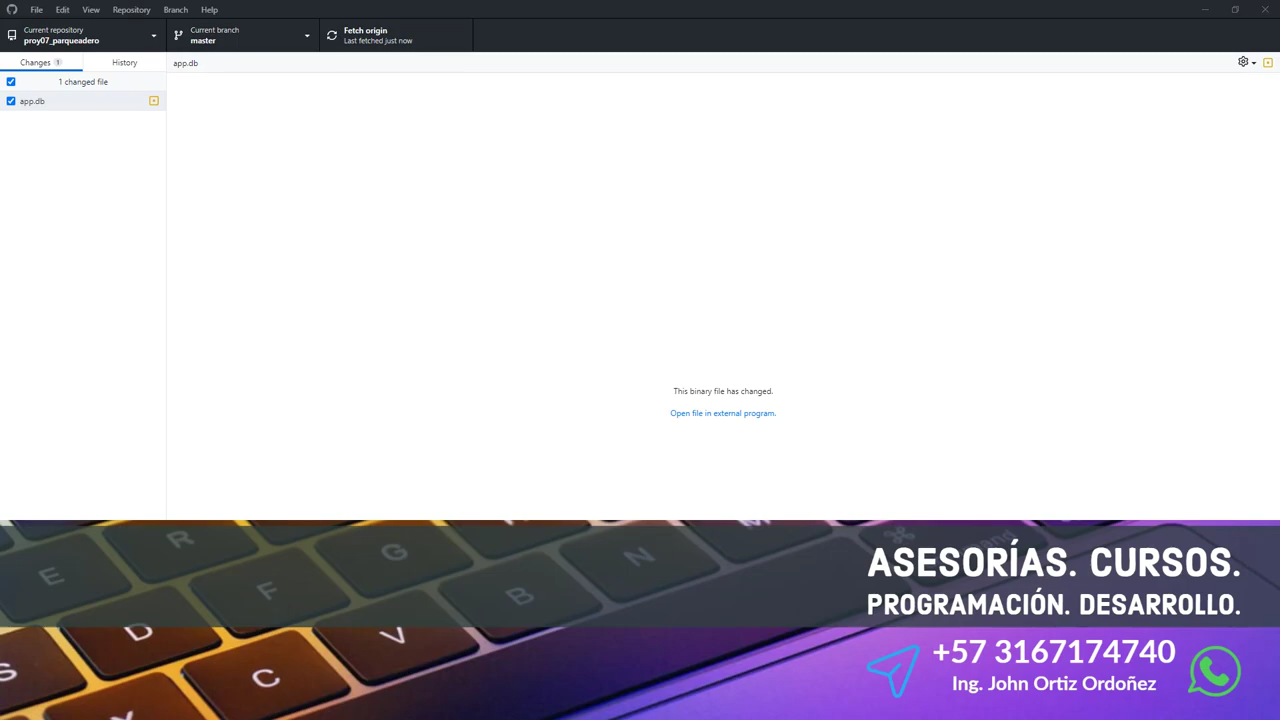 File Edit View Repository Branch Help
Current repository
proy07_parqueadero
Current branch
master
Fetch origin
Last fetched just now
Changes 1
History
1 changed file
app.db
app.db
This binary file has changed.
Open file in external program.
E R F G B N M D V C S
ASESORÍAS. CURSOS.
PROGRAMACIÓN. DESARROLLO.
+57 3167174740
Ing. John Ortiz Ordoñez